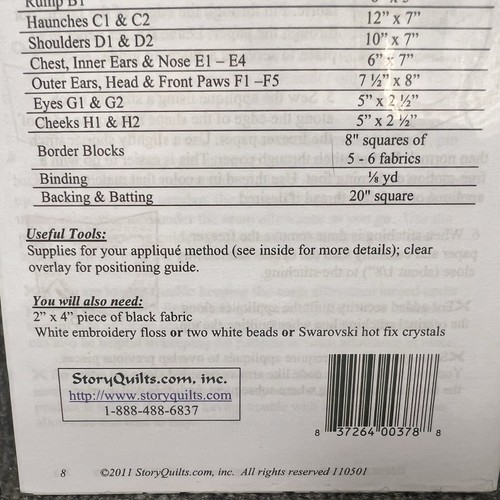 Rump B1
Haunches C1 & C2 12” x 7”
Shoulders D1 & D2 10” x 7”
Chest, Inner Ears & Nose E1 – E4 6” x 7”
Outer Ears, Head & Front Paws F1 –F5 7 ½” x 8”
Eyes G1 & G2 5” x 2 ½”
Cheeks H1 & H2 5” x 2 ½”
Border Blocks 8" squares of
5 - 6 fabrics
Binding ⅛ yd
Backing & Batting 20" square
Useful Tools:
Supplies for your appliqué method (see inside for more details); clear
overlay for positioning guide.
You will also need:
2” x 4” piece of black fabric
White embroidery floss or two white beads or Swarovski hot fix crystals
StoryQuilts.com, inc.
http://www.storyquilts.com
1-888-488-6837
8 37264 00378 8
8 ©2011 StoryQuilts.com, inc. All rights reserved 110501